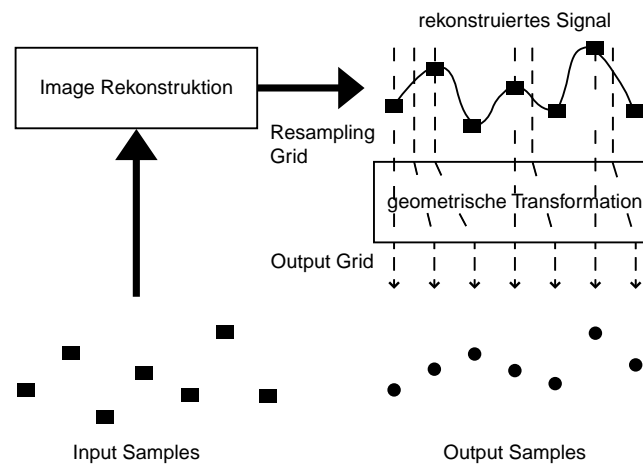 rekonstruiertes Signal
Image Rekonstruktion
Resampling
Grid
geometrische Transformation
Output Grid
Input Samples
Output Samples